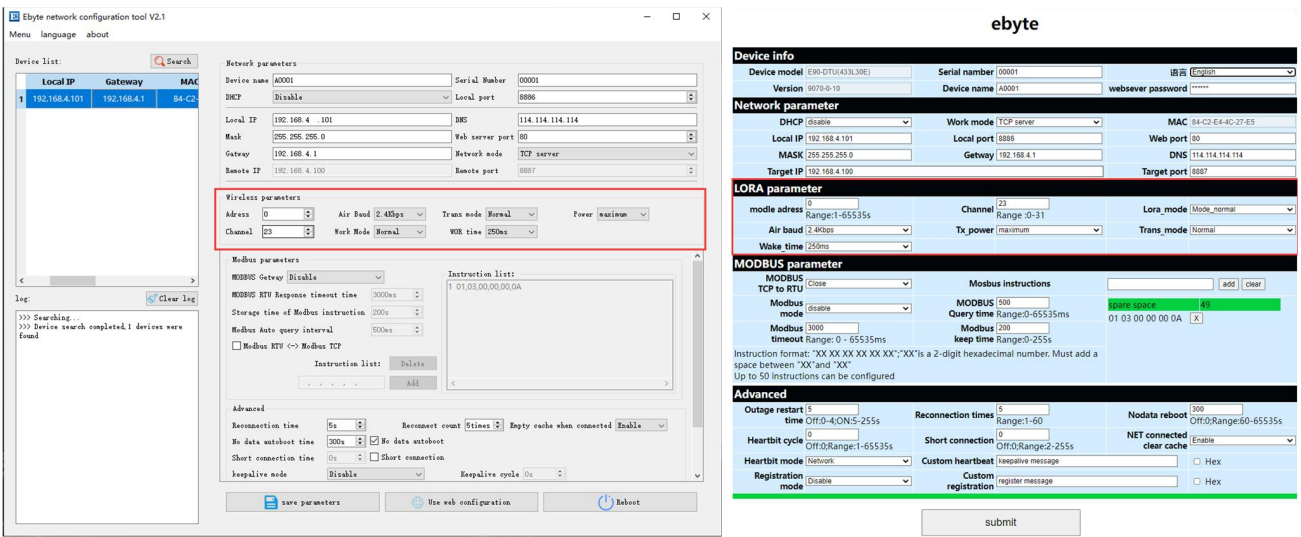 Ebyte network configuration tool V2.1
Menu language about
Device list:
Search
Local IP Gateway MAC
1 192.168.4.101 192.168.4.1 84-C2-
log:
Clear log
>>> Searching...
>>> Device search completed,1 devices were found
Network parameters
Device name A0001 Serial Number 00001
DHCP Disable Local port 8886
Local IP 192.168.4 .101 DNS 114.114.114.114
Mask 255.255.255.0 Web server port 80
Gatway 192.168.4.1 Network mode TCP server
Remote IP 192.168.4.100 Remote port 8887
Wireless parameters
Adress 0 Air Baud 2.4Kbps Trans mode Normal Power maximum
Channel 23 Work Mode Normal WOR time 250ms
Modbus parameters
MODBUS Getway Disable
MODBUS RTU Response timeout time 3000ms
Storage time of Modbus instruction 200s
Modbus Auto query interval 500ms
Modbus RTU <-> Modbus TCP
Instruction list: Delete
. . . . . Add
Instruction list:
1 01,03,00,00,00,0A
Advanced
Reconnection time 5s Reconnect count 5times Empty cache when connected Enable
No data autoboot time 300s No data autoboot
Short connection time 0s Short connection
keepalive mode Disable Keepalive cycle 0s
save parameters Use web configuration Reboot
ebyte
Device info
Device model E90-DTU(433L30E) Serial number 00001 语言 English
Version 9070-0-10 Device name A0001 websever password ••••••
Network parameter
DHCP disable Work mode TCP server MAC 84-C2-E4-4C-27-E5
Local IP 192.168.4.101 Local port 8886 Web port 80
MASK 255.255.255.0 Getway 192.168.4.1 DNS 114.114.114.114
Target IP 192.168.4.100 Target port 8887
LORA parameter
modle adress 0 Range:1-65535s Channel 23 Range :0-31 Lora_mode Mode_normal
Air baud 2.4Kbps Tx_power maximum Trans_mode Normal
Wake_time 250ms
MODBUS parameter
MODBUS TCP to RTU Close Mosbus instructions add clear
Modbus mode disable MODBUS Query time 500 Range:0-65535ms spare space 49
01 03 00 00 00 0A X
Modbus timeout 3000 Range: 0 - 65535ms Modbus keep time 200 Range:0-255s
Instruction format: "XX XX XX XX XX XX";"XX"is a 2-digit hexadecimal number. Must add a
space between "XX"and "XX"
Up to 50 instructions can be configured
Advanced
Outage restart time 5 Off:0-4;ON:5-255s Reconnection times 5 Range:1-60 Nodata reboot 300 Off:0;Range:60-65535s
Heartbit cycle 0 Off:0;Range:1-65535s Short connection 0 Off:0;Range:2-255s NET connected clear cache Enable
Heartbit mode Network Custom heartbeat keepalive message Hex
Registration mode Disable Custom registration register message Hex
submit